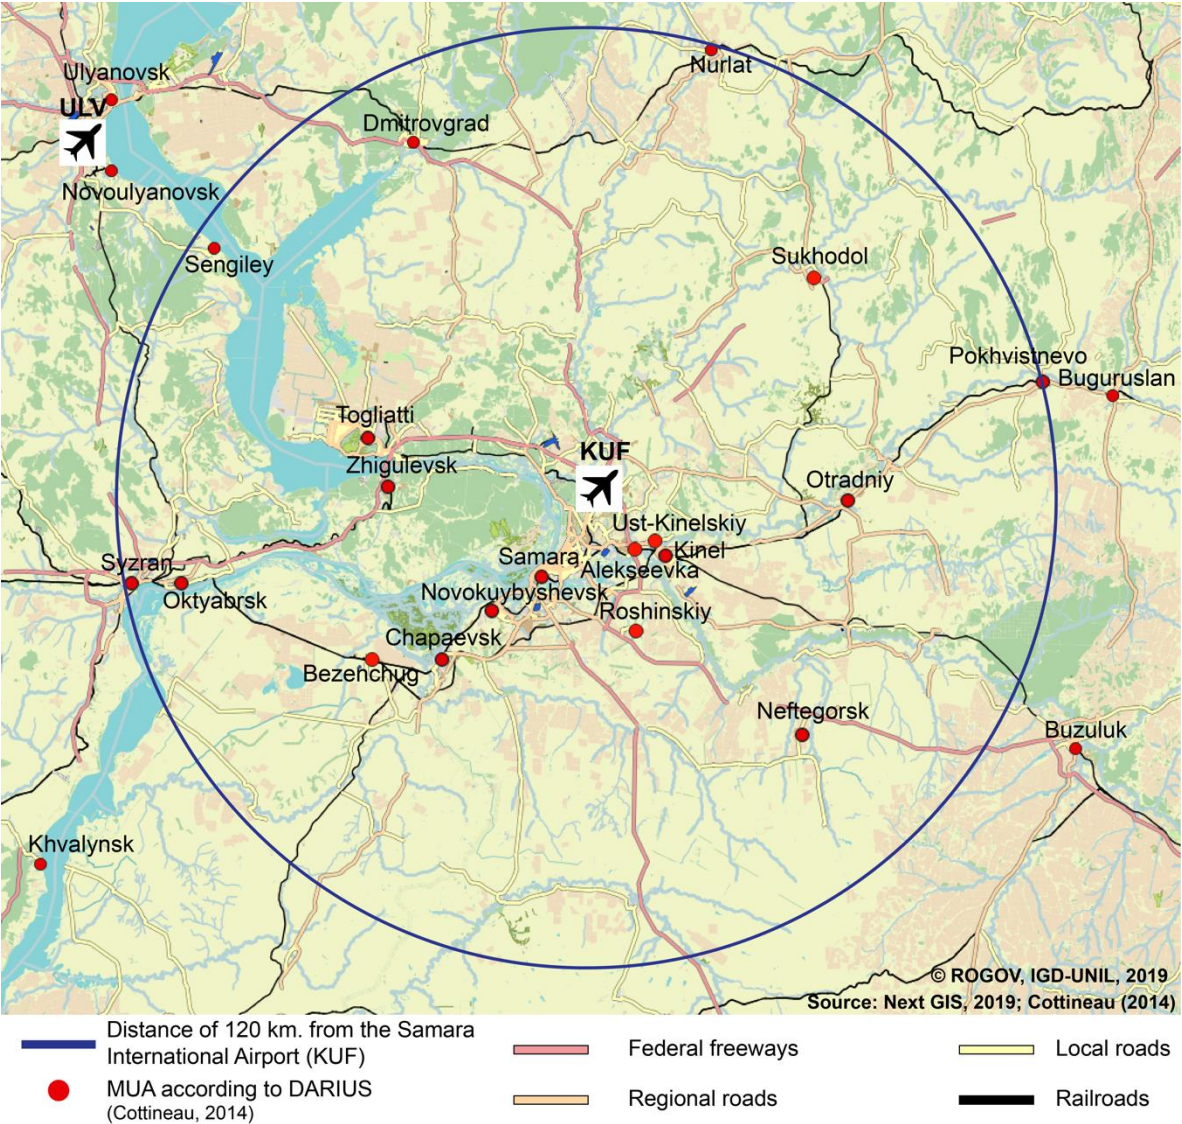 Nurlat
Ulyanovsk
ULV
Dmitrovgrad
Novoulyanovsk
Sengiley
Sukhodol
Pokhvistnevo
Buguruslan
Togliatti
KUF
Zhigulevsk
Otradniy
Ust-Kinelskiy
Samara
Kinel
Alekseevka
Syzran
Novokuybyshevsk
Oktyabrsk
Roshinskiy
Chapaevsk
Bezenchug
Neftegorsk
Buzuluk
Khvalynsk
© ROGOV, IGD-UNIL, 2019
Source: Next GIS, 2019; Cottineau (2014)
Distance of 120 km. from the Samara
International Airport (KUF)
MUA according to DARIUS
(Cottineau, 2014)
Federal freeways
Regional roads
Local roads
Railroads